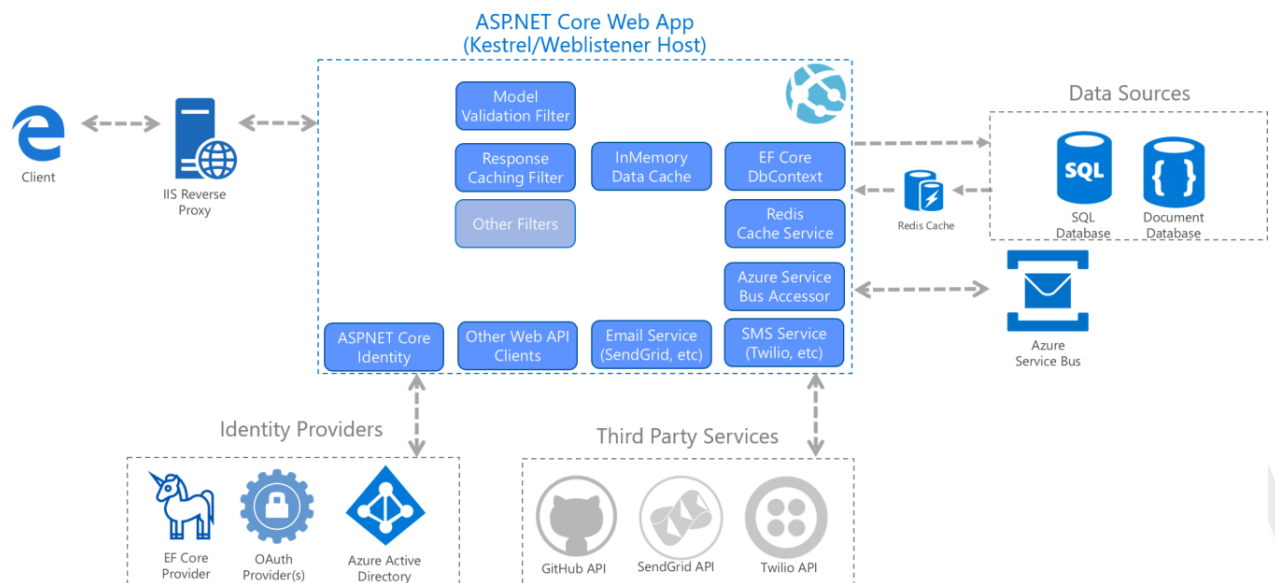 ASP.NET Core Web App
(Kestrel/Weblistener Host)
Client
IIS Reverse
Proxy
Model
Validation Filter
Response
Caching Filter
Other Filters
InMemory
Data Cache
EF Core
DbContext
Redis
Cache Service
Azure Service
Bus Accessor
ASPNET Core
Identity
Other Web API
Clients
Email Service
(SendGrid, etc)
SMS Service
(Twilio, etc)
Data Sources
SQL
SQL
Database
{ }
Document
Database
Redis Cache
Azure
Service Bus
Identity Providers
EF Core
Provider
OAuth
Provider(s)
Azure Active
Directory
Third Party Services
GitHub API
SendGrid API
Twilio API